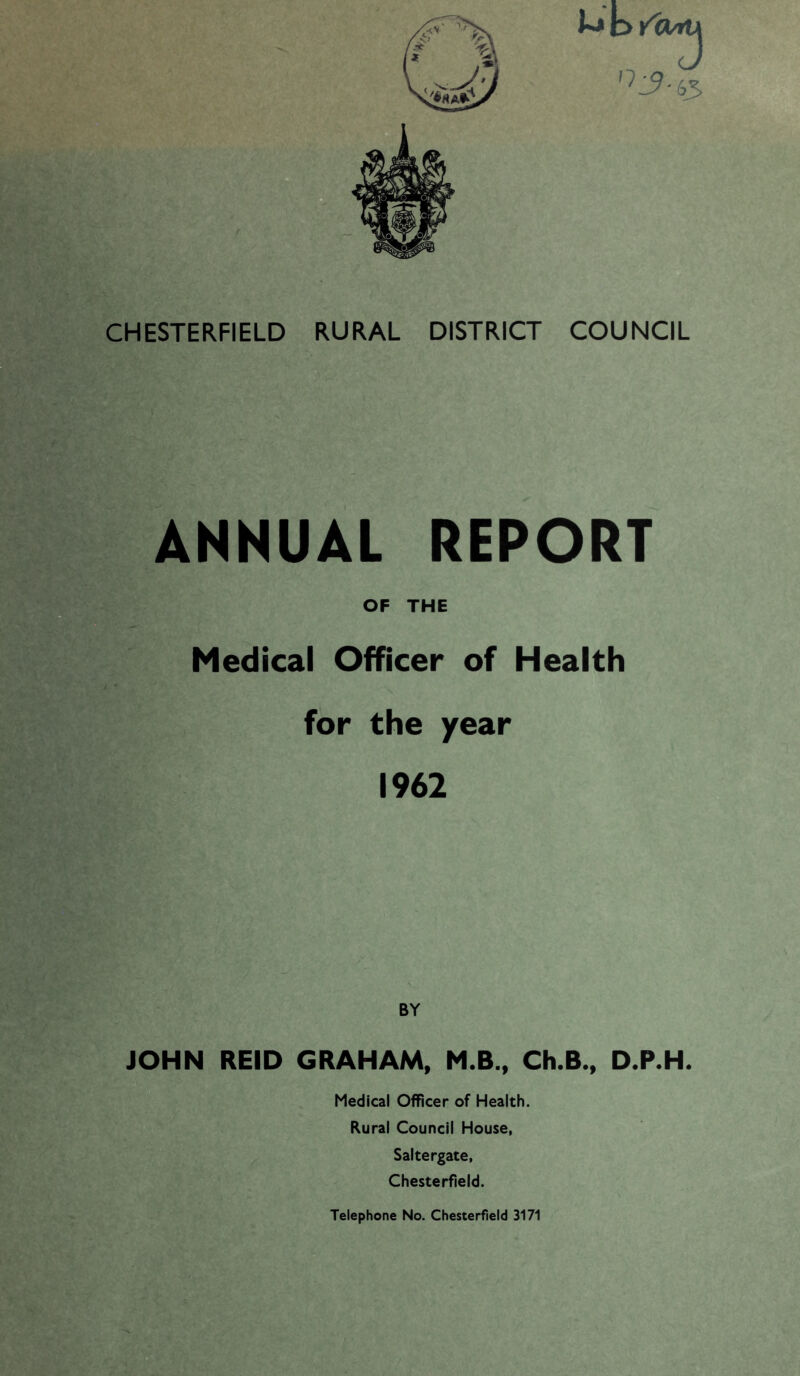 Library
CHESTERFIELD RURAL DISTRICT COUNCIL
ANNUAL REPORT
OF THE
Medical Officer of Health
for the year
1962
BY
JOHN REID GRAHAM, M.B., Ch.B., D.P.H.
Medical Officer of Health.
Rural Council House,
Saltergate,
Chesterfield.
Telephone No. Chesterfield 3171